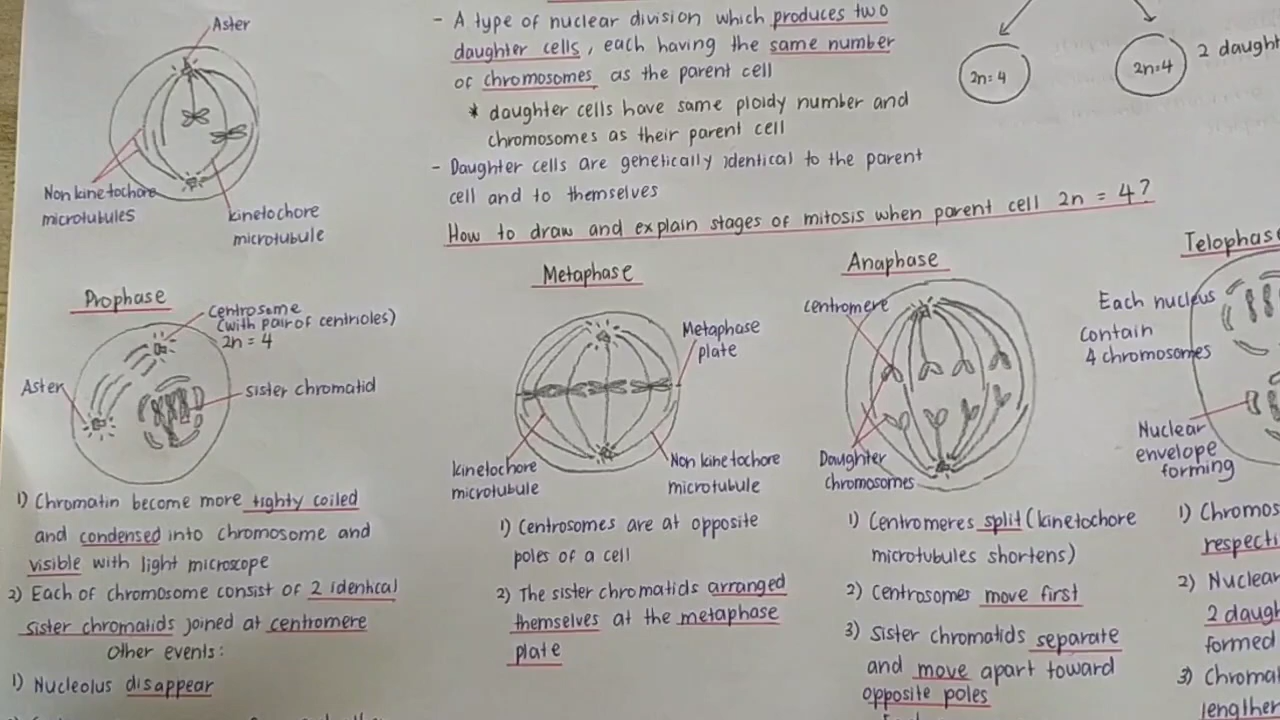 Aster
Non kinetochore
microtubules
kinetochore
microtubule
- A type of nuclear division which produces two
daughter cells, each having the same number
of chromosomes as the parent cell
* daughter cells have same ploidy number and
chromosomes as their parent cell
- Daughter cells are genetically identical to the parent
cell and to themselves
2n = 4
2n=4
2 daught
How to draw and explain stages of mitosis when parent cell 2n = 4?
Prophase
centrosome
(with pair of centrioles)
2n = 4
Aster
sister chromatid
1) Chromatin become more tighty coiled
and condensed into chromosome and
visible with light microscope
2) Each of chromosome consist of 2 identical
sister chromatids joined at centromere
Other events:
1) Nucleolus disappear
Metaphase
Metaphase
plate
kinetochore
microtubule
Non kinetochore
microtubule
1) Centrosomes are at opposite
poles of a cell
2) The sister chromatids arranged
themselves at the metaphase
plate
Anaphase
centromere
Daughter
chromosomes
1) Centromeres split (kinetochore
microtubules shortens)
2) Centrosomes move first
3) Sister chromatids separate
and move apart toward
opposite poles
Telophase
Each nucleus
contain
4 chromosomes
Nuclear
envelope
forming
1) Chromos
respecti
2) Nuclear
2 daugh
formed
3) Chromat
lengthen